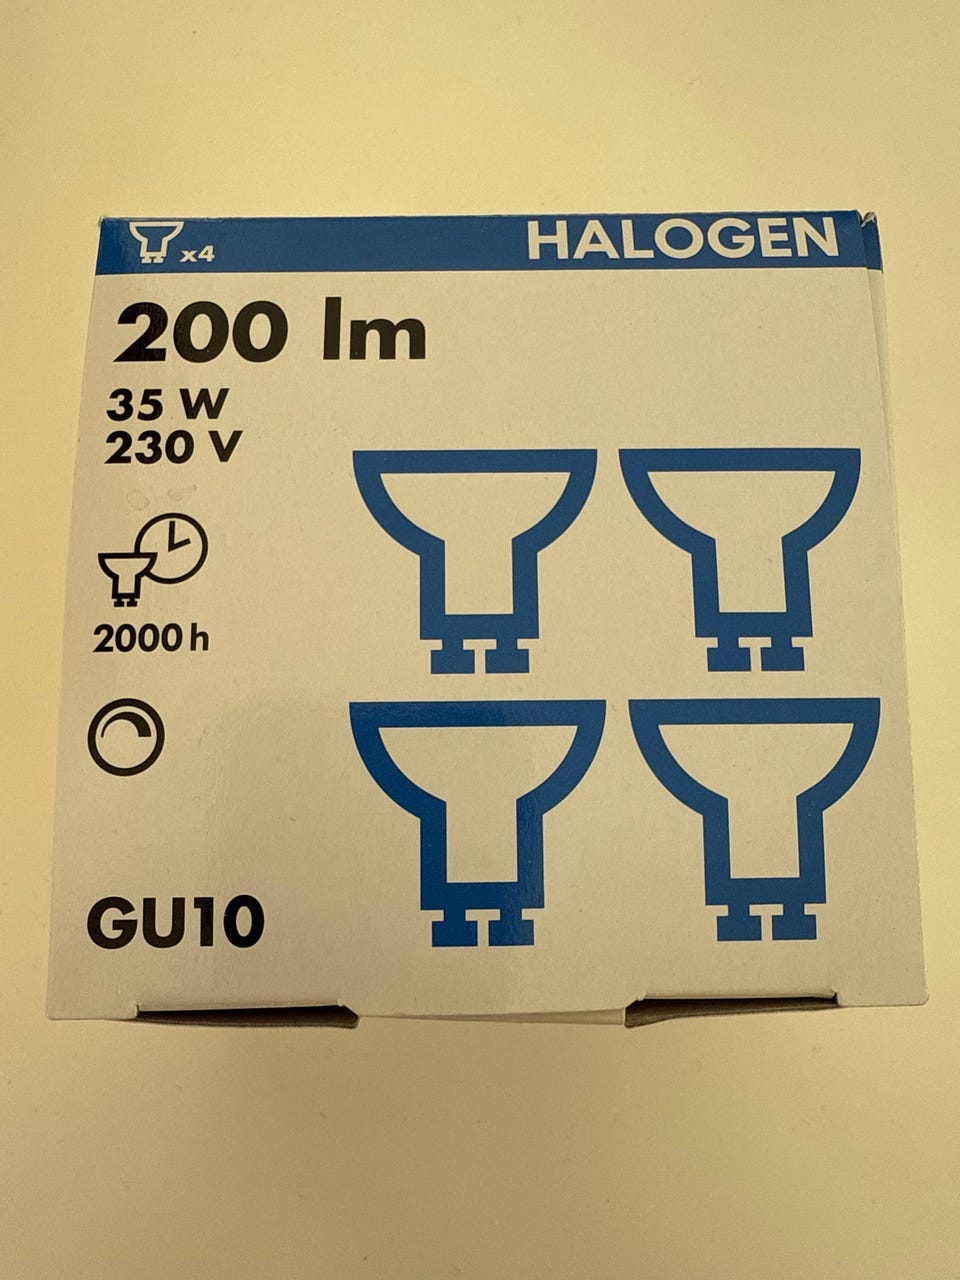 x4 HALOGEN
200 lm
35 W
230 V
2000 h
GU10